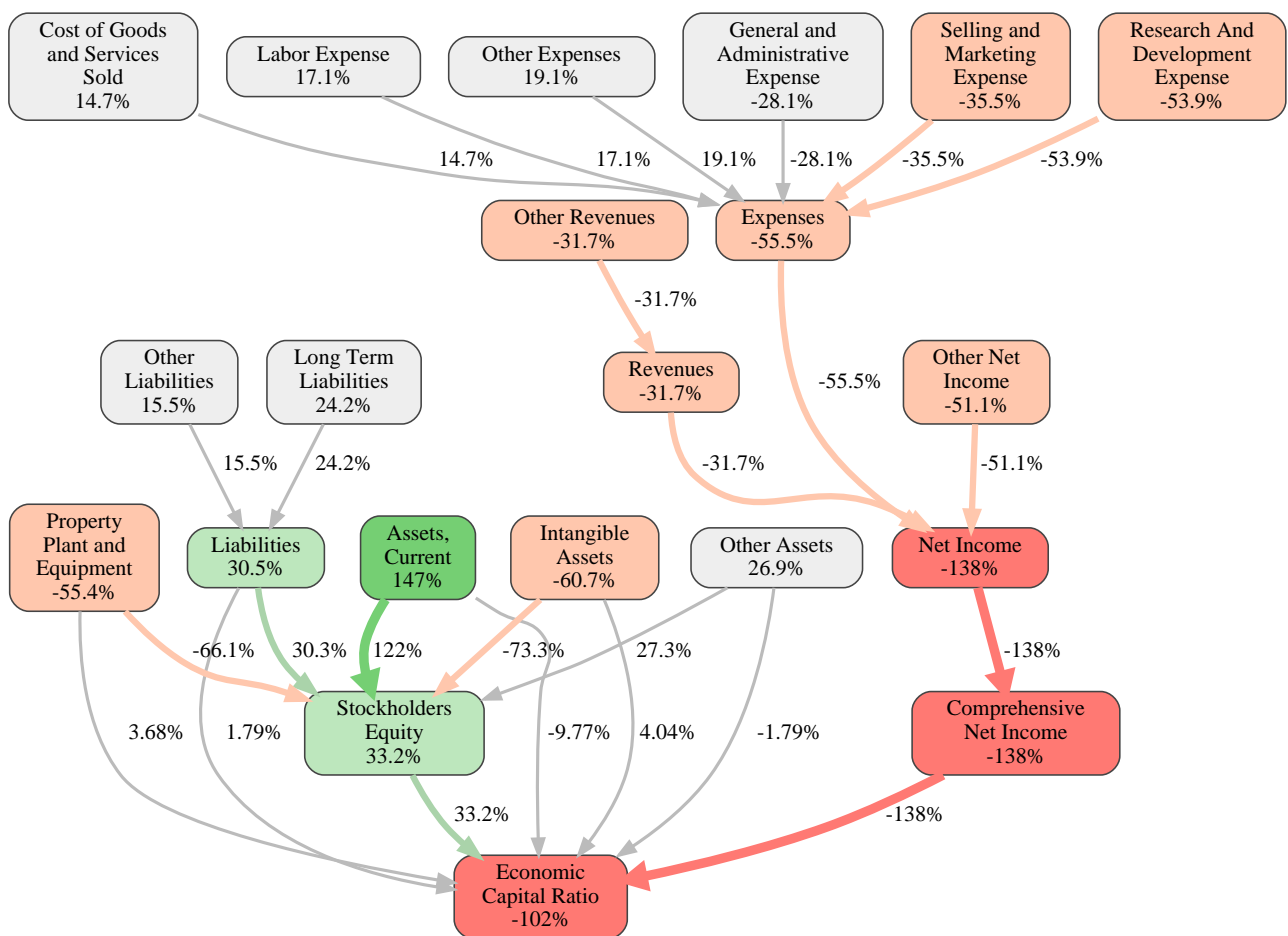 Cost of Goods
and Services
Sold
14.7%
Labor Expense
17.1%
Other Expenses
19.1%
General and
Administrative
Expense
-28.1%
Selling and
Marketing
Expense
-35.5%
Research And
Development
Expense
-53.9%
14.7%
17.1%
19.1%
-28.1%
-35.5%
-53.9%
Other Revenues
-31.7%
Expenses
-55.5%
-31.7%
Other
Liabilities
15.5%
Long Term
Liabilities
24.2%
Revenues
-31.7%
-55.5%
Other Net
Income
-51.1%
15.5%
24.2%
-31.7%
-51.1%
Property
Plant and
Equipment
-55.4%
Liabilities
30.5%
Assets,
Current
147%
Intangible
Assets
-60.7%
Other Assets
26.9%
Net Income
-138%
-66.1%
30.3%
122%
-73.3%
27.3%
-138%
3.68%
1.79%
Stockholders
Equity
33.2%
-9.77%
4.04%
-1.79%
Comprehensive
Net Income
-138%
33.2%
-138%
Economic
Capital Ratio
-102%